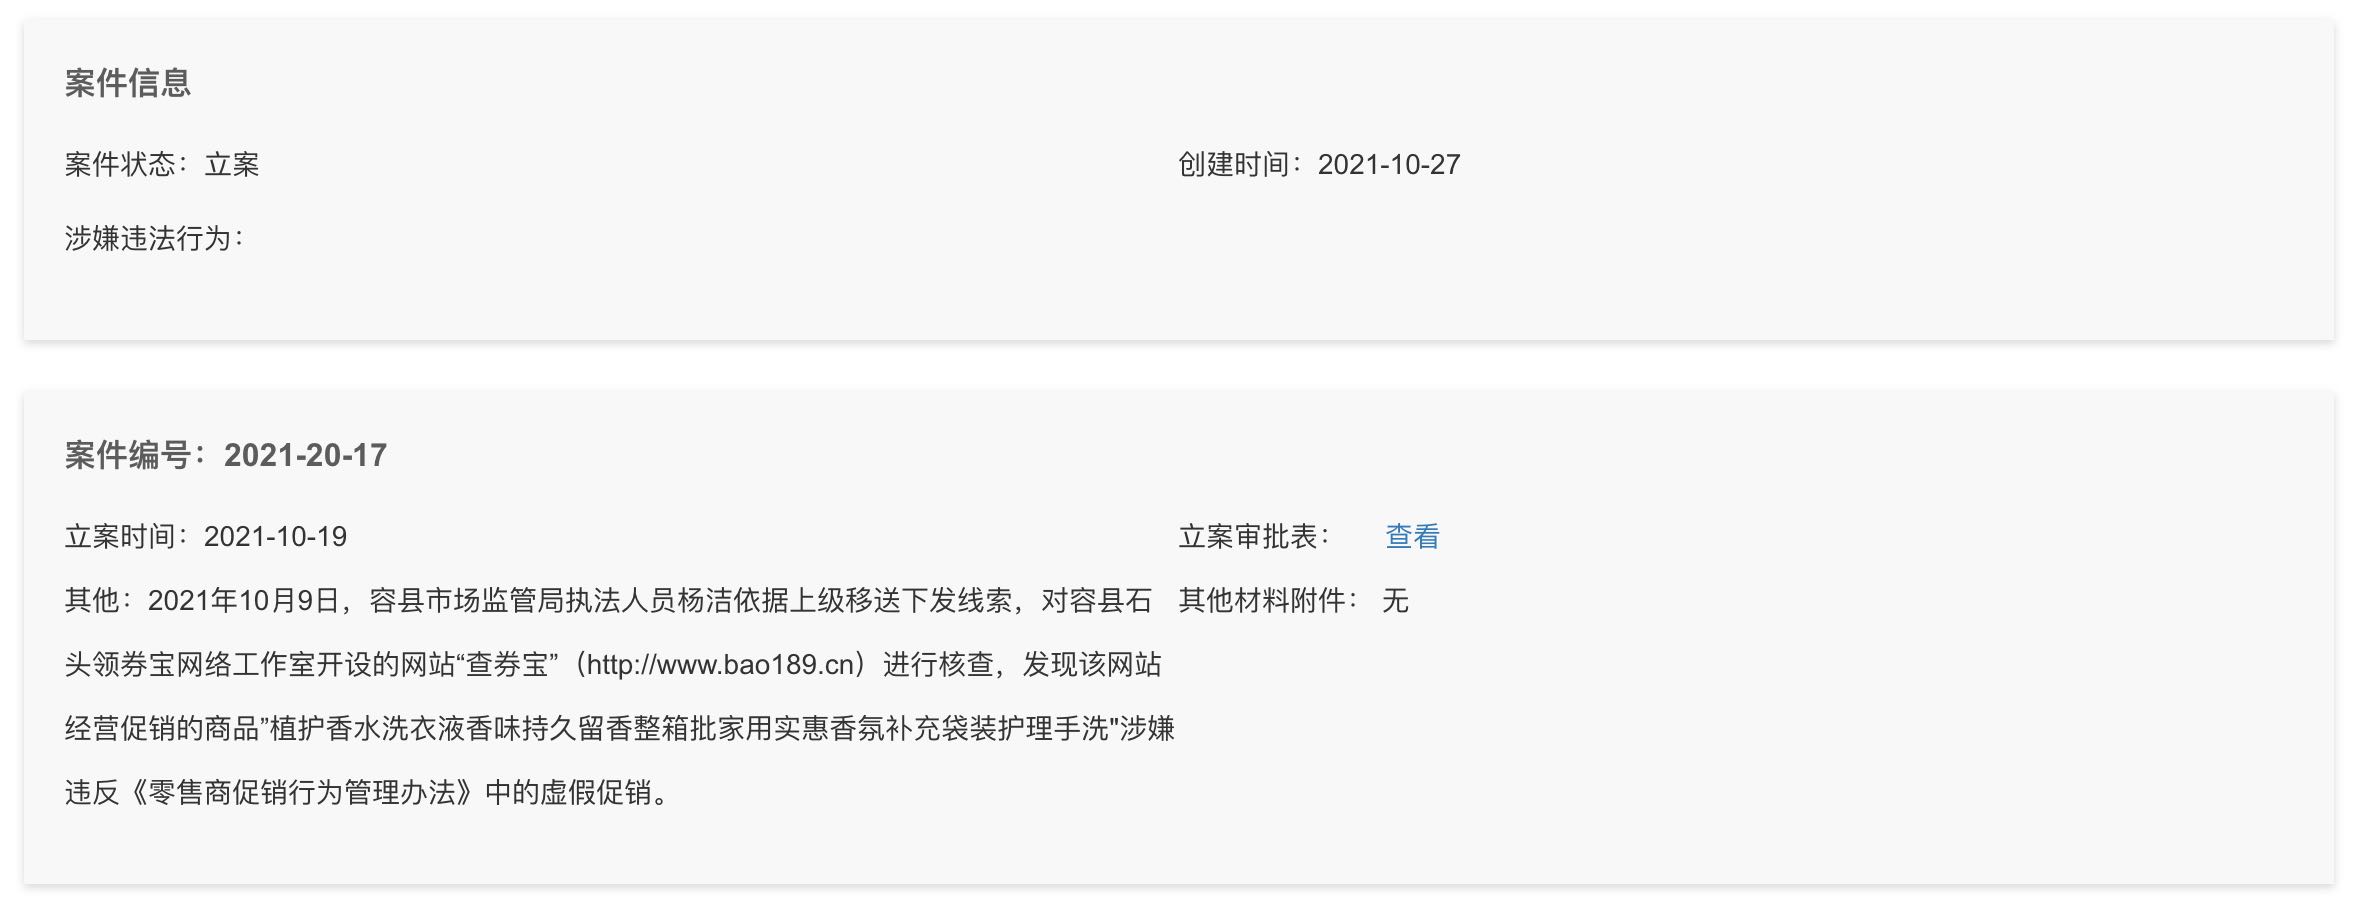 案件信息
案件状态：立案
创建时间：2021-10-27
涉嫌违法行为：
案件编号：2021-20-17
立案时间：2021-10-19
立案审批表： 查看
其他：2021年10月9日，容县市场监管局执法人员杨洁依据上级移送下发线索，对容县石
头领券宝网络工作室开设的网站“查券宝”（http://www.bao189.cn）进行核查，发现该网站
经营促销的商品”植护香水洗衣液香味持久留香整箱批家用实惠香氛补充袋装护理手洗"涉嫌
违反《零售商促销行为管理办法》中的虚假促销。
其他材料附件： 无